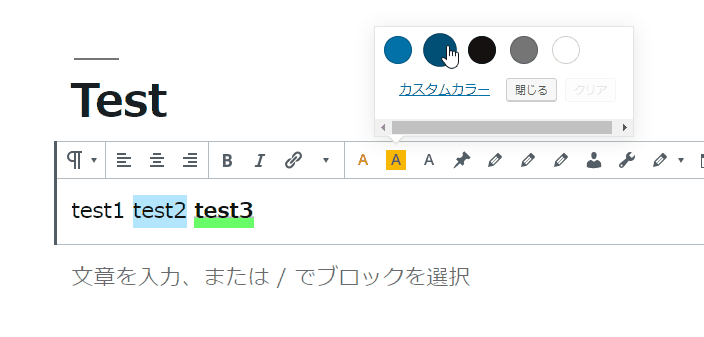 カスタムカラー 閉じる クリア
Test
¶ B I A A A
test1 test2 test3
文章を入力、または / でブロックを選択